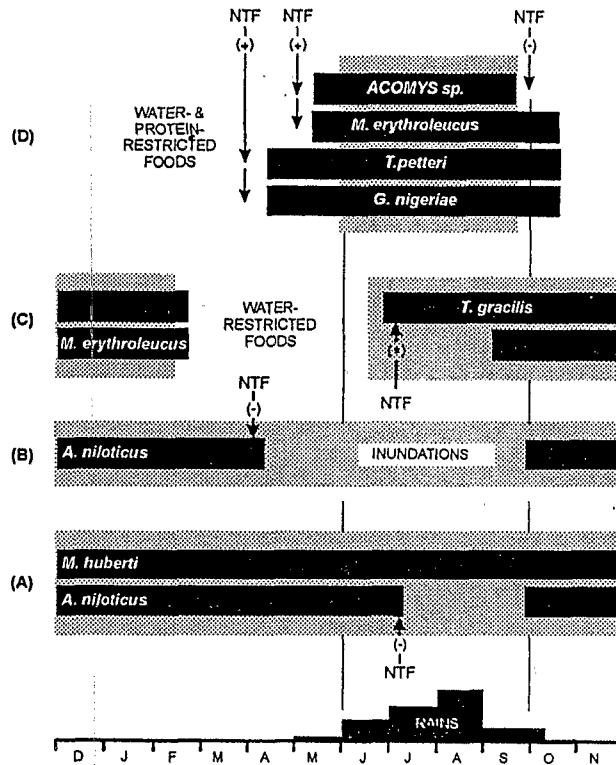 NTF
(+)
NTF
(+)
NTF
(-)
(D)
WATER- &
PROTEIN-
RESTRICTED
FOODS
ACOMYS sp.
M. erythroleucus
T.petteri
G. nigeriae
(C)
M. erythroleucus
WATER-
RESTRICTED
FOODS
T. gracilis
(+)
NTF
NTF
(-)
(B)
A. niloticus
INUNDATIONS
(A)
M. huberti
A. niloticus
(-)
NTF
RAINS
D J F M A M J J A S O N